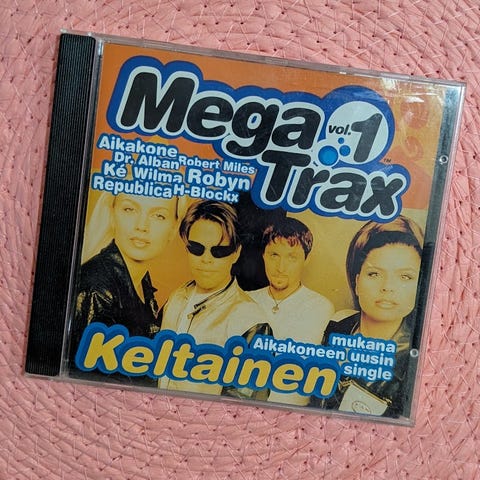 Mega
vol.1
Trax
TM
Aikakone
Dr. Alban Robert Miles
Ké Wilma Robyn
Republica H-Blockx
Keltainen
mukana
Aikakoneen uusin
single